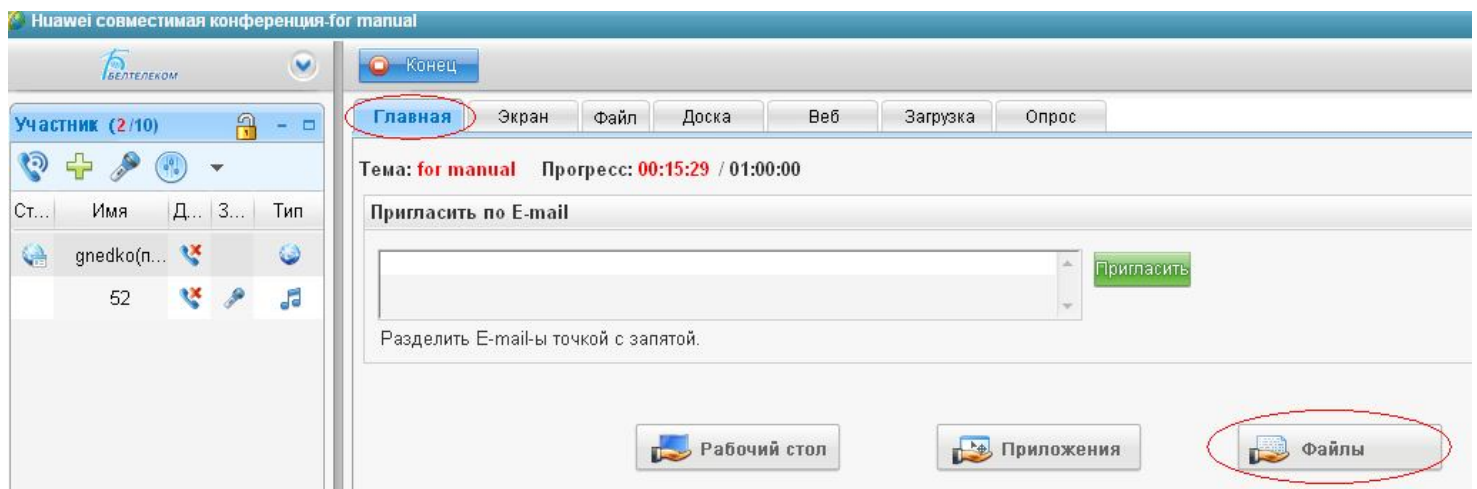 Huawei совместимая конференция-for manual
БЕЛТЕЛЕКОМ
Конец
Участник (2/10)
Главная Экран Файл Доска Веб Загрузка Опрос
Тема: for manual Прогресс: 00:15:29 / 01:00:00
Ст... Имя Д... З... Тип
Пригласить по E-mail
gnedko(п...
Пригласить
52
Разделить E-mail-ы точкой с запятой.
Рабочий стол Приложения Файлы